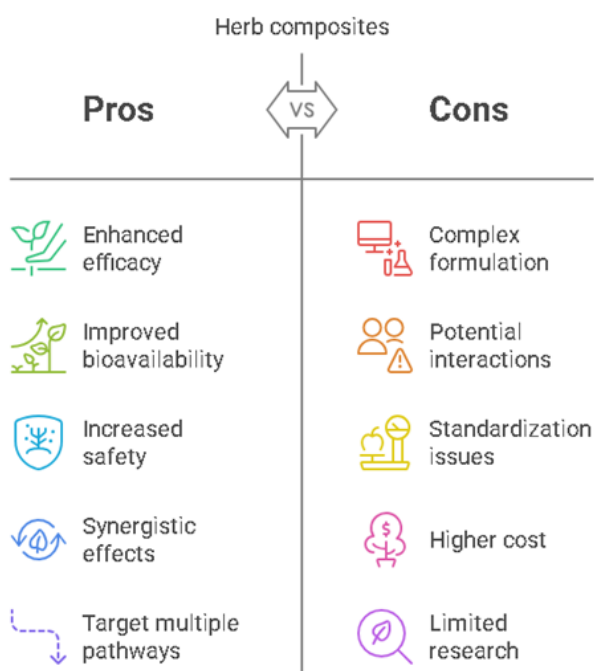 Herb composites
Pros
VS
Cons
Enhanced
efficacy
Complex
formulation
Improved
bioavailability
Potential
interactions
Increased
safety
Standardization
issues
Synergistic
effects
$
Higher cost
Target multiple
pathways
Limited
research